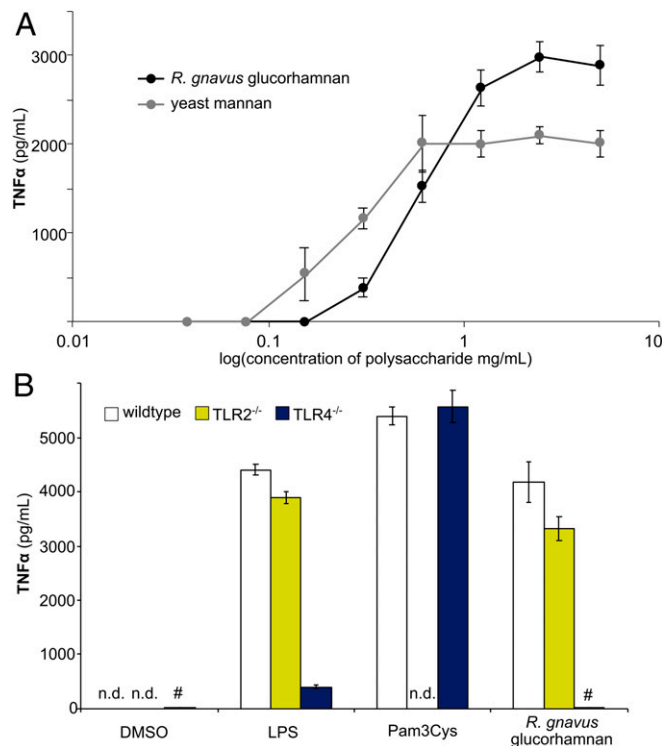 A
3000
2000
1000
TNFα (pg/mL)
R. gnavus glucorhamnan
yeast mannan
0.01 0.1 1 10
log(concentration of polysaccharide mg/mL)
B
wildtype TLR2-/- TLR4-/-
5000
4000
3000
2000
1000
0
TNFα (pg/mL)
n.d. n.d. # n.d. #
DMSO LPS Pam3Cys R. gnavus
glucorhamnan